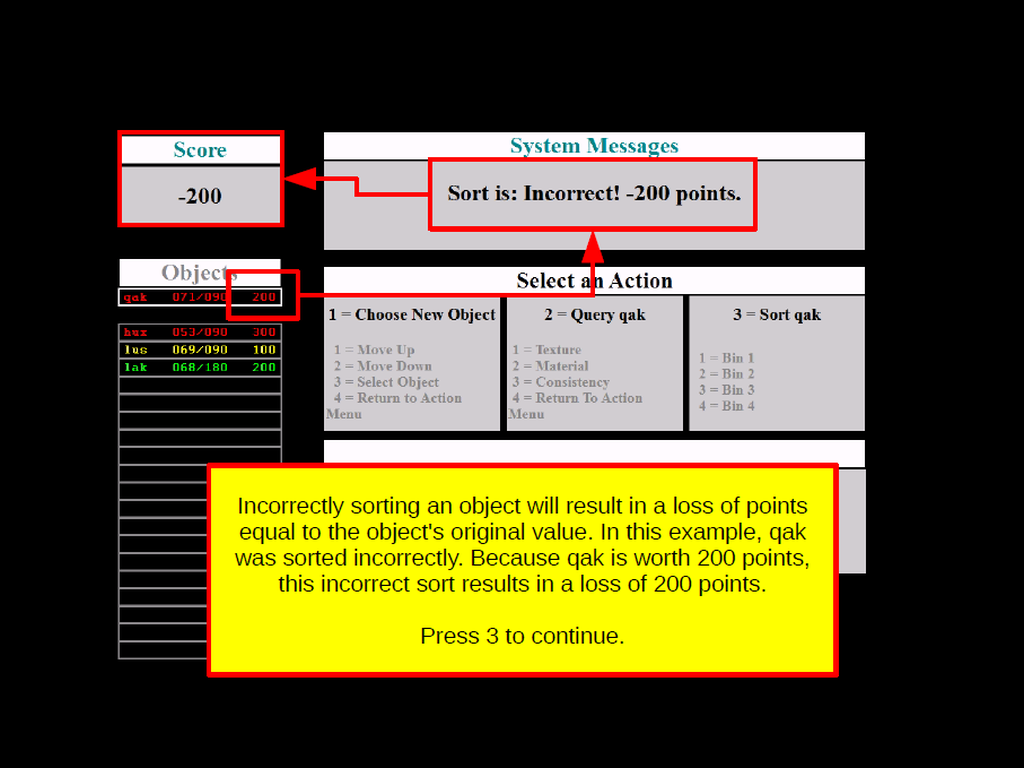 Score
-200
System Messages
Sort is: Incorrect! -200 points.
Objects
qak 071/090 200
hux 053/090 300
lus 069/090 100
lak 068/180 200
Select an Action
1 = Choose New Object
1 = Move Up
2 = Move Down
3 = Select Object
4 = Return to Action
Menu
2 = Query qak
1 = Texture
2 = Material
3 = Consistency
4 = Return To Action
Menu
3 = Sort qak
1 = Bin 1
2 = Bin 2
3 = Bin 3
4 = Bin 4
Incorrectly sorting an object will result in a loss of points
equal to the object's original value. In this example, qak
was sorted incorrectly. Because qak is worth 200 points,
this incorrect sort results in a loss of 200 points.
Press 3 to continue.